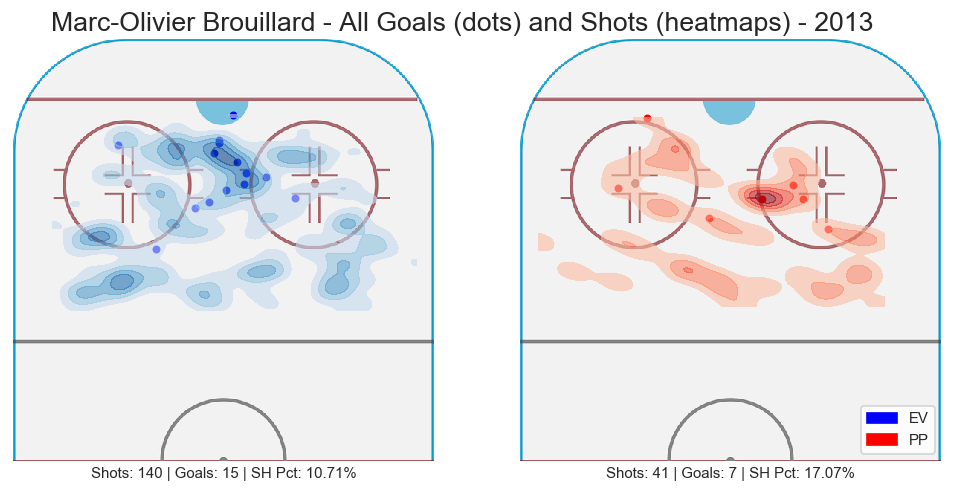 Marc-Olivier Brouillard - All Goals (dots) and Shots (heatmaps) - 2013
EV
PP
Shots: 140 | Goals: 15 | SH Pct: 10.71%
Shots: 41 | Goals: 7 | SH Pct: 17.07%